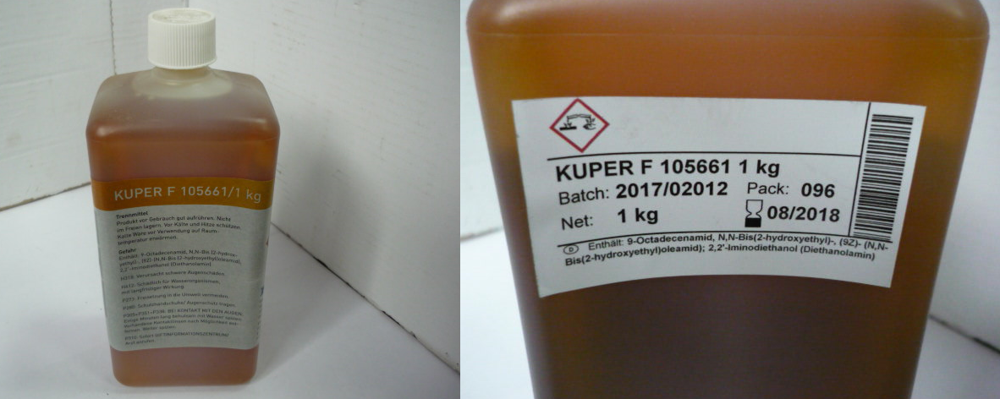 KUPER F 105661/1 kg
Trennmittel
Produkt vor Gebrauch gut aufrühren. Nicht
im Freien lagern. Vor Kälte und Hitze schützen.
Kalte Ware vor Verwendung auf Raum-
temperatur erwärmen.
Gefahr
Enthält: 9-Octadecenamid, N,N-Bis (2-hydrox-
yethyl)-, (9Z)-(N,N-Bis (2-hydroxyethyl)oleamid),
2,2'-Iminodiethanol (Diethanolamin)
H318: Verursacht schwere Augenschäden.
H412: Schädlich für Wasserorganismen,
mit langfristiger Wirkung.
P273: Freisetzung in die Umwelt vermeiden.
P280: Schutzhandschuhe/ Augenschutz tragen.
P305+P351+P338: BEI KONTAKT MIT DEN AUGEN:
Einige Minuten lang behutsam mit Wasser spülen.
Vorhandene Kontaktlinsen nach Möglichkeit ent-
fernen. Weiter spülen.
P310: Sofort GIFTINFORMATIONSZENTRUM/
Arzt anrufen.
KUPER F 105661 1 kg
Batch: 2017/02012 Pack: 096
Net: 1 kg 08/2018
D Enthält: 9-Octadecenamid, N,N-Bis(2-hydroxyethyl)-, (9Z)- (N,N-
Bis(2-hydroxyethyl)oleamid); 2,2'-Iminodiethanol (Diethanolamin)